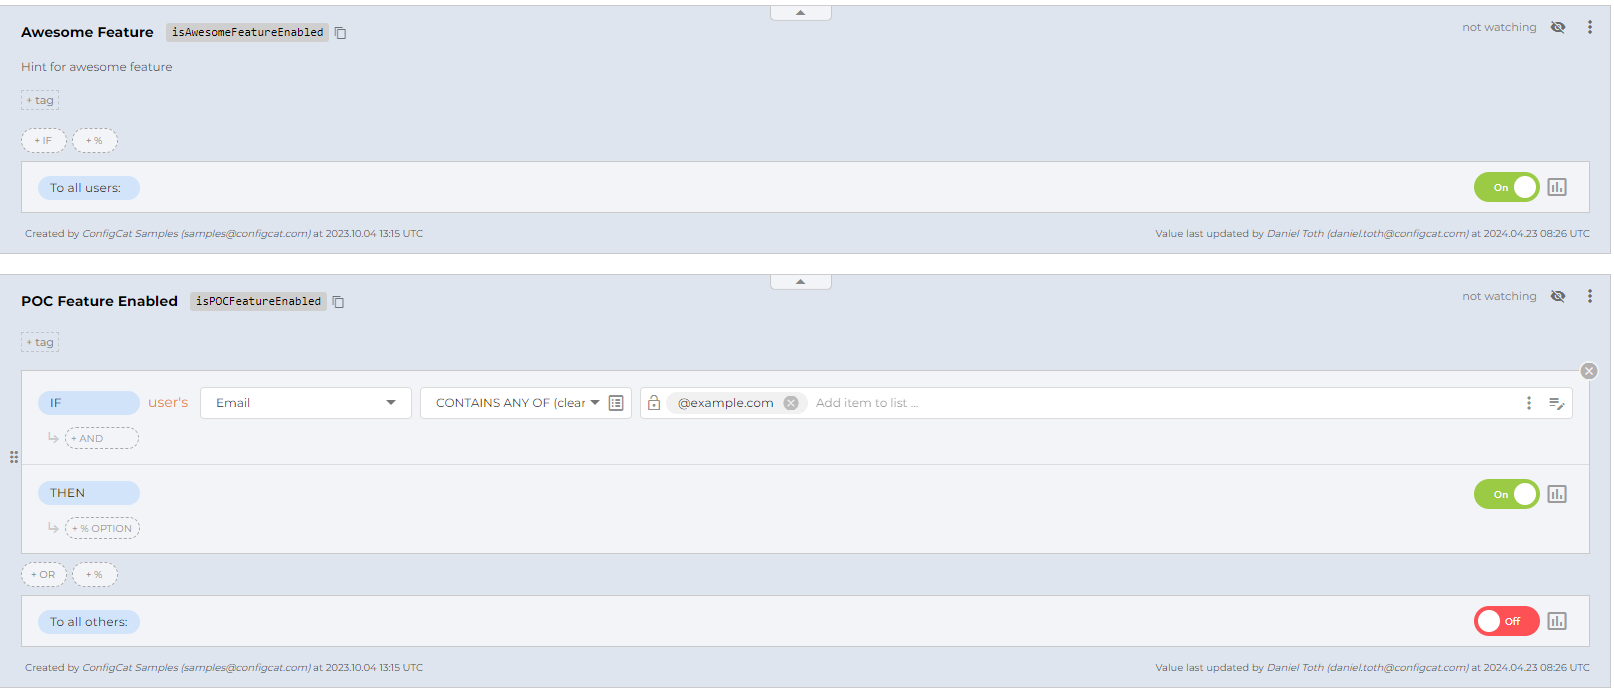 Awesome Feature isAwesomeFeatureEnabled not watching
Hint for awesome feature
+ tag
+ IF + %
To all users: On
Created by ConfigCat Samples (samples@configcat.com) at 2023.10.04 13:15 UTC Value last updated by Daniel Toth (daniel.toth@configcat.com) at 2024.04.23 08:26 UTC
POC Feature Enabled isPOCFeatureEnabled not watching
+ tag
IF user's Email CONTAINS ANY OF (clear @example.com Add item to list ...
+ AND
THEN On
+ % OPTION
+ OR + %
To all others: Off
Created by ConfigCat Samples (samples@configcat.com) at 2023.10.04 13:15 UTC Value last updated by Daniel Toth (daniel.toth@configcat.com) at 2024.04.23 08:26 UTC